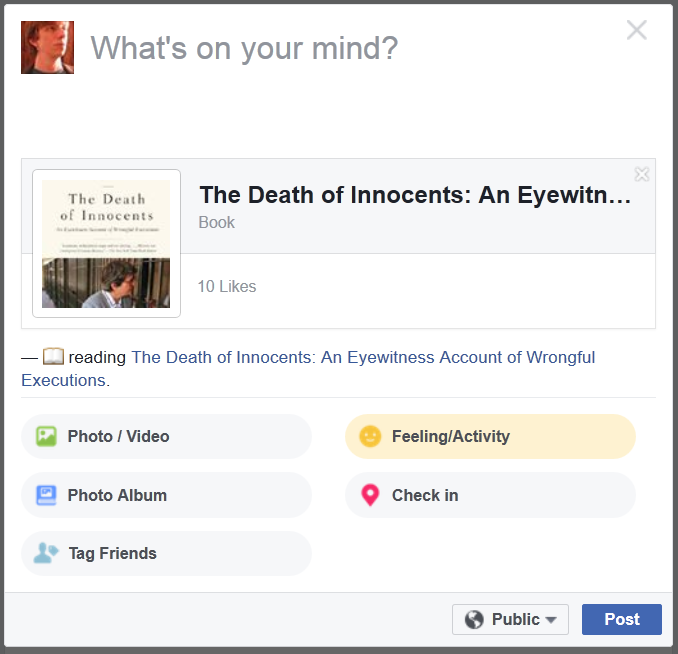 What's on your mind?
The Death
of Innocents
An Eyewitness Account of Wrongful Executions
The Death of Innocents: An Eyewitn...
Book
10 Likes
— reading The Death of Innocents: An Eyewitness Account of Wrongful
Executions.
Photo / Video
Feeling/Activity
Photo Album
Check in
Tag Friends
Public
Post